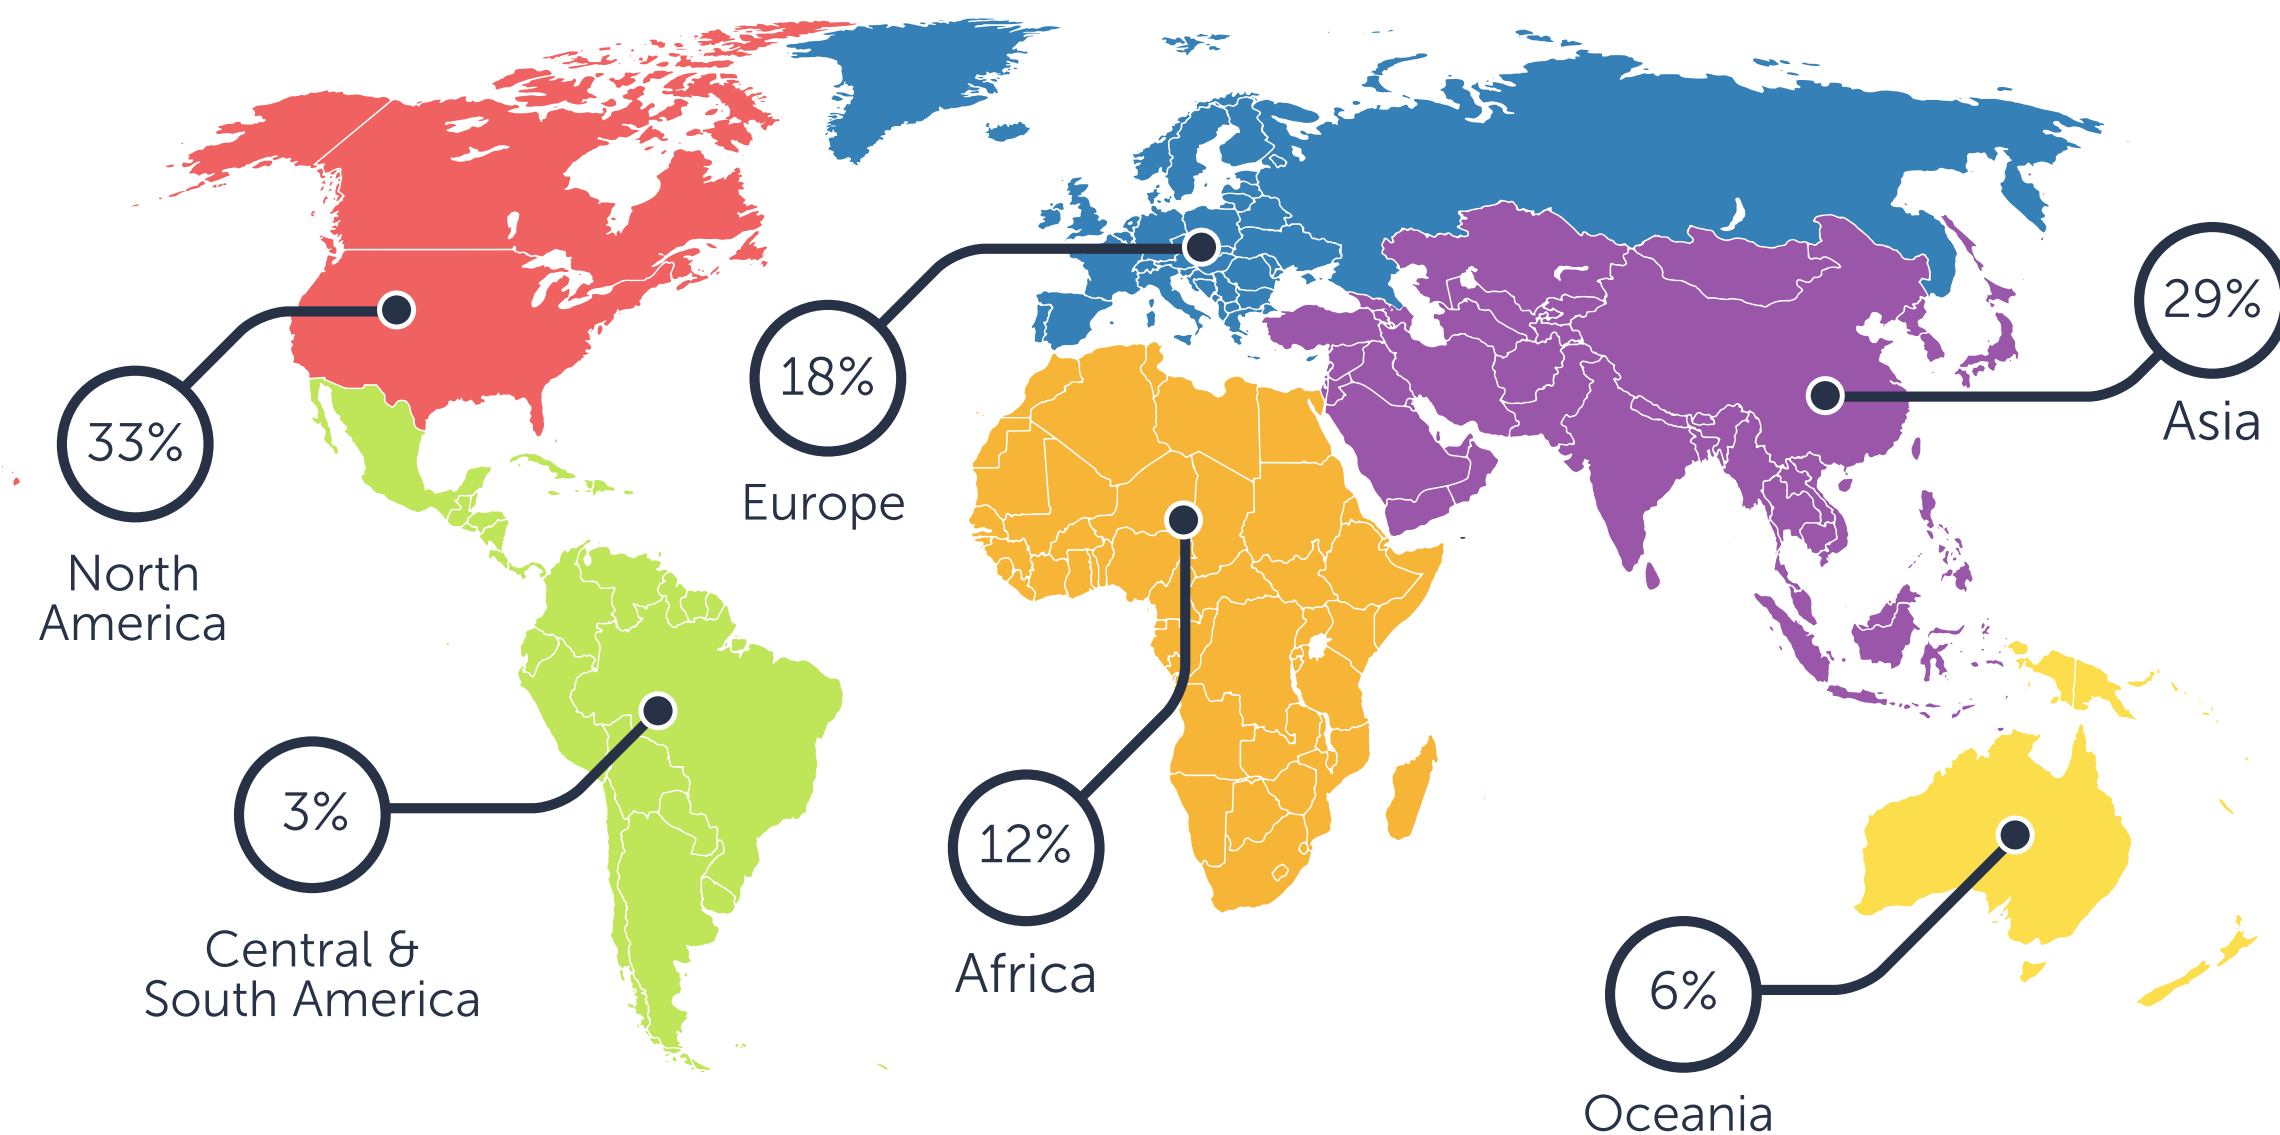 33%
North
America
18%
Europe
29%
Asia
3%
Central &
South America
12%
Africa
6%
Oceania